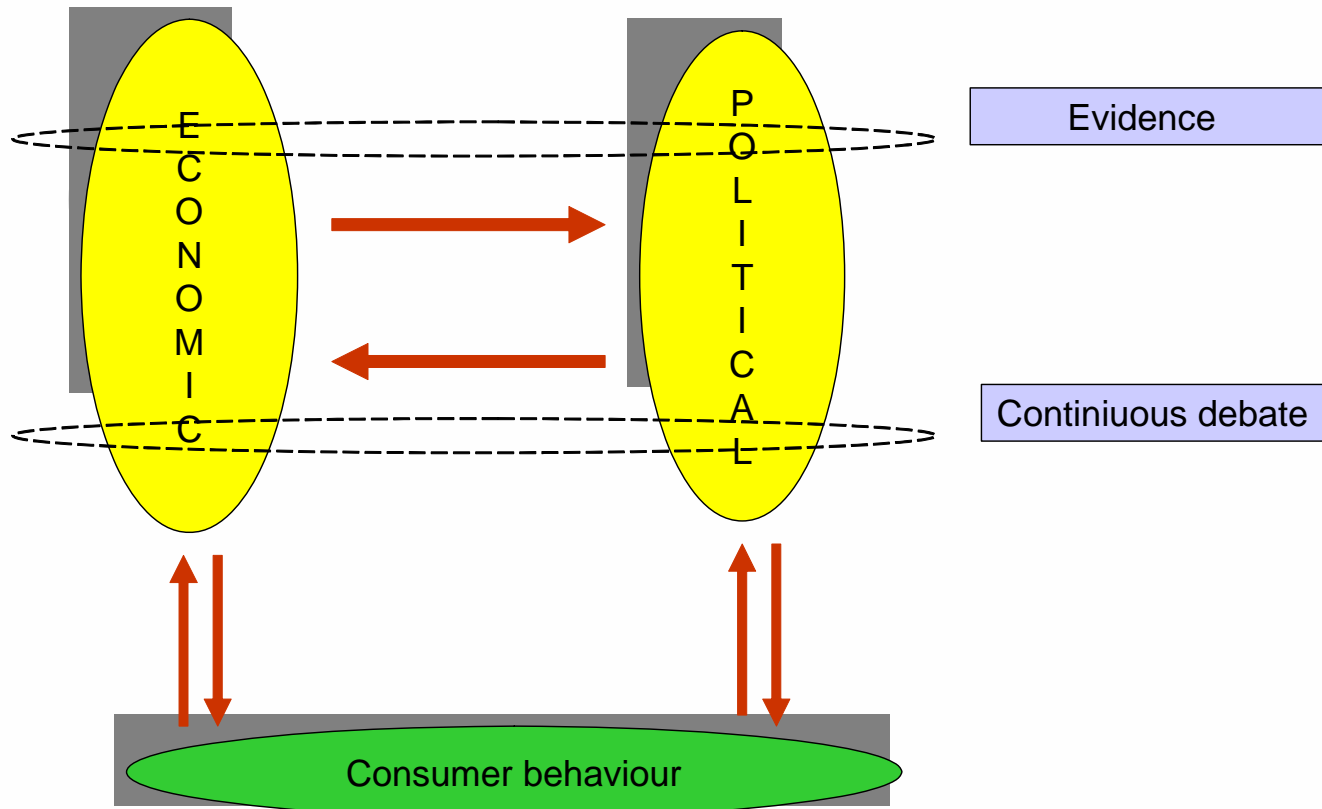 ECONOMIC
POLITICAL
Evidence
Continiuous debate
Consumer behaviour